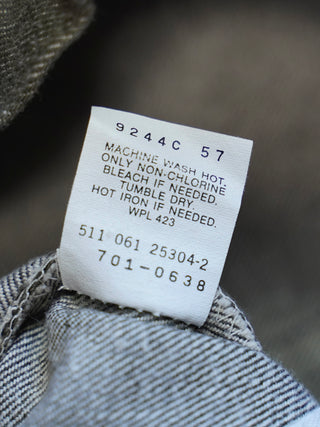 9244C 57
MACHINE WASH HOT.
ONLY NON-CHLORINE
BLEACH IF NEEDED.
TUMBLE DRY.
HOT IRON IF NEEDED.
WPL 423
511 061 25304-2
701-0638